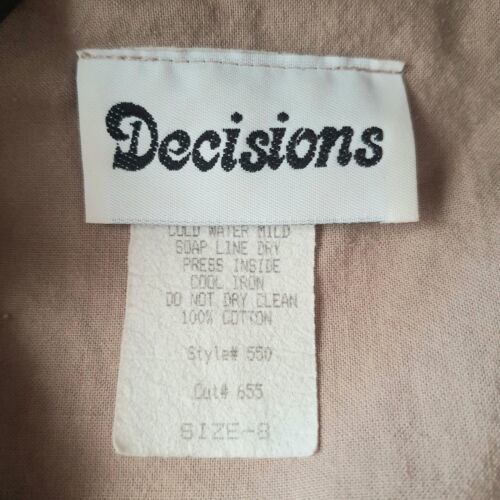 Decisions
COLD WATER MILD
SOAP LINE DRY
PRESS INSIDE
COOL IRON
DO NOT DRY CLEAN
100% COTTON
Style# 550
Cut# 655
SIZE-8